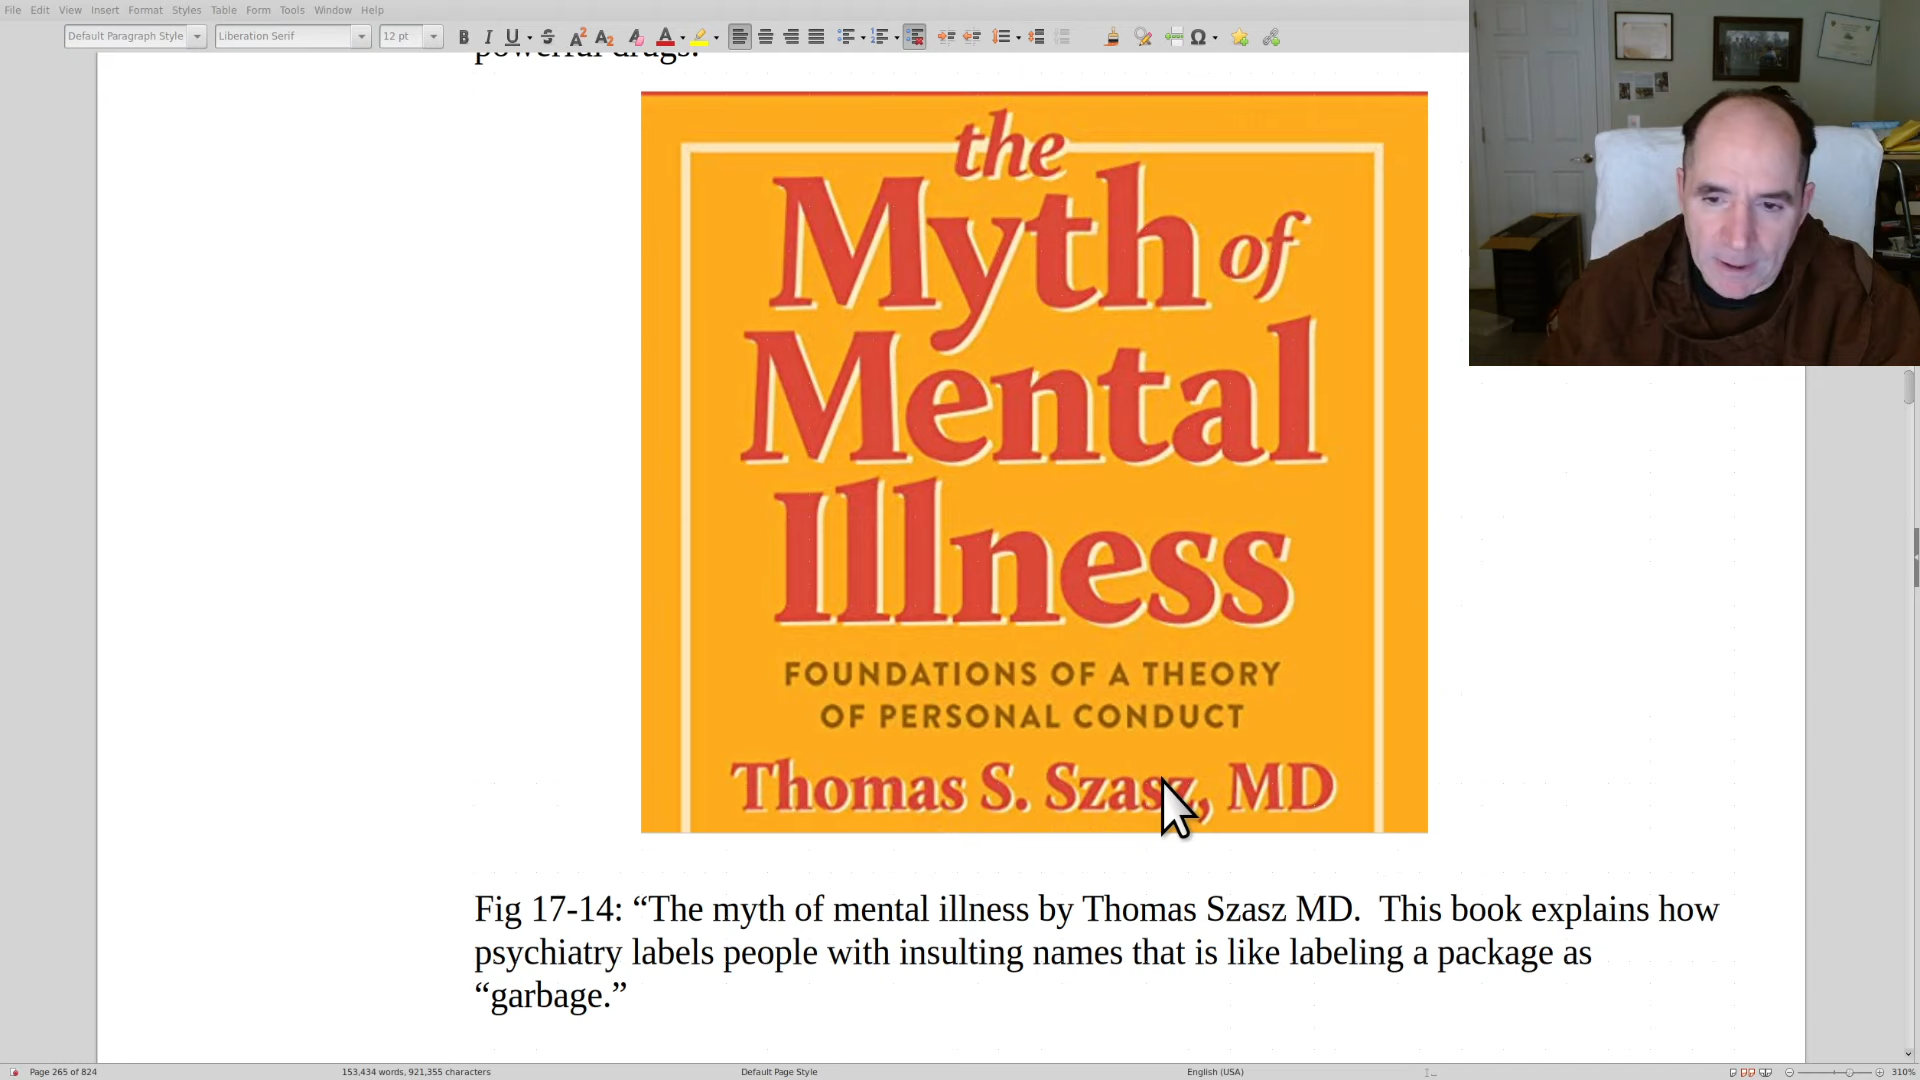 File Edit View Insert Format Styles Table Form Tools Window Help
Default Paragraph Style Liberation Serif 12 pt
powerful drugs.
the
Myth of
Mental
Illness
FOUNDATIONS OF A THEORY
OF PERSONAL CONDUCT
Thomas S. Szasz, MD
Fig 17-14: “The myth of mental illness by Thomas Szasz MD.  This book explains how
psychiatry labels people with insulting names that is like labeling a package as
“garbage.”
Page 265 of 824 153,434 words, 921,355 characters Default Page Style English (USA) 310%